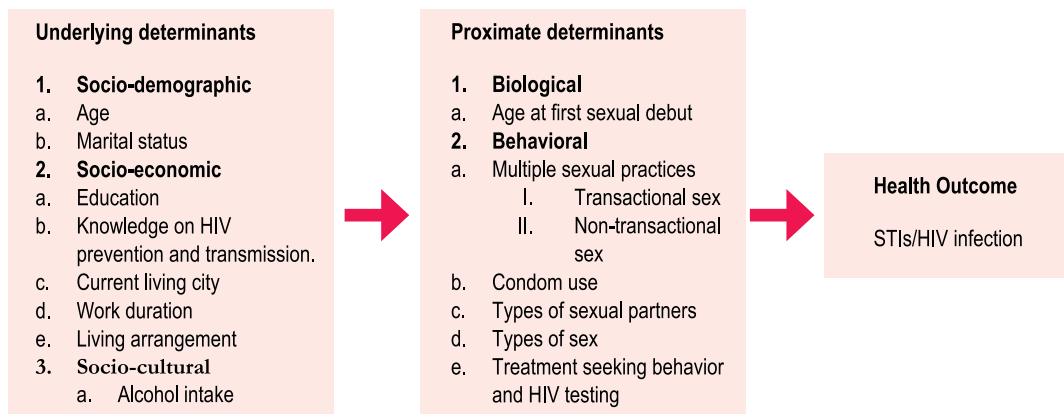 Underlying determinants
1. Socio-demographic
a. Age
b. Marital status
2. Socio-economic
a. Education
b. Knowledge on HIV
prevention and transmission.
c. Current living city
d. Work duration
e. Living arrangement
3. Socio-cultural
a. Alcohol intake
Proximate determinants
1. Biological
a. Age at first sexual debut
2. Behavioral
a. Multiple sexual practices
I. Transactional sex
II. Non-transactional
sex
b. Condom use
c. Types of sexual partners
d. Types of sex
e. Treatment seeking behavior
and HIV testing
Health Outcome
STIs/HIV infection